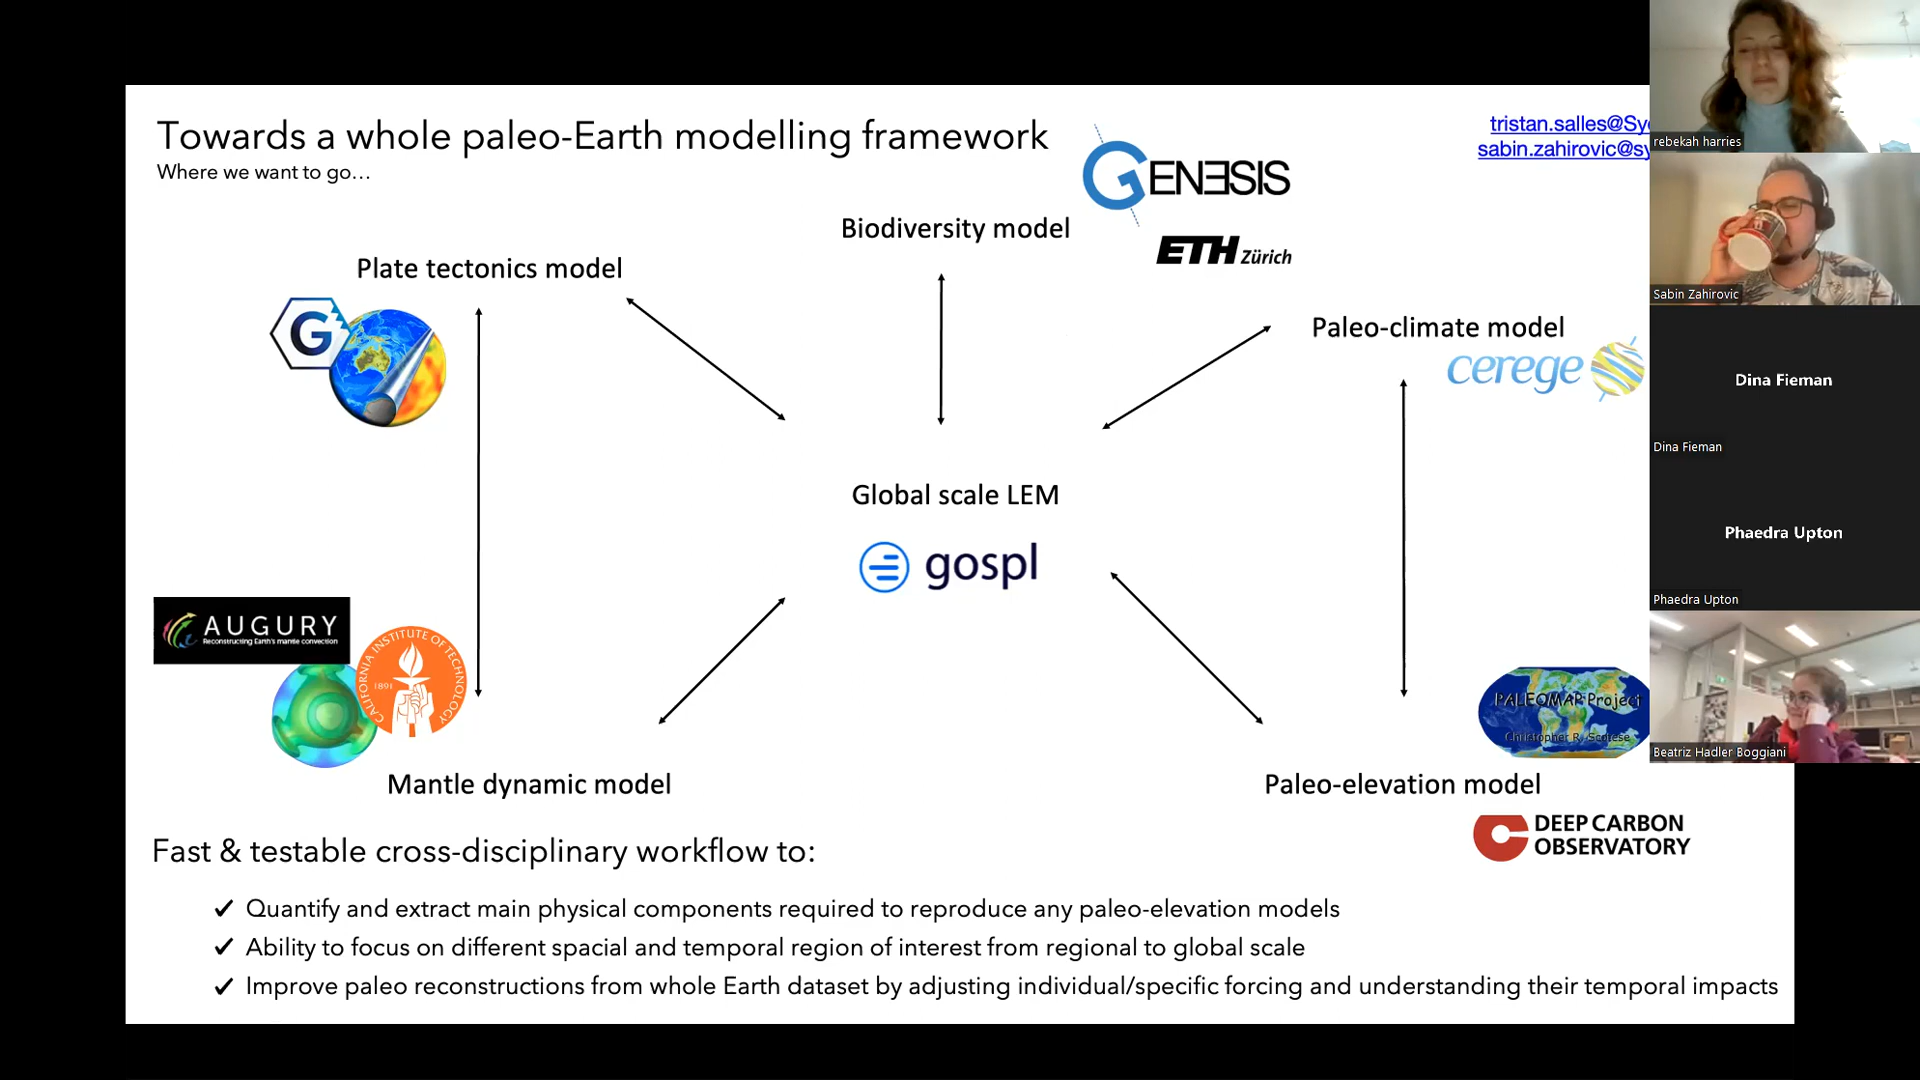 Towards a whole paleo-Earth modelling framework
Where we want to go...
tristan.salles@Sy
sabin.zahirovic@sy
GENESIS
ETH Zürich
Biodiversity model
Plate tectonics model
G
Paleo-climate model
cerege
Global scale LEM
gospl
AUGURY
Reconstructing Earth's mantle convection
CALIFORNIA INSTITUTE OF TECHNOLOGY
1891
PALEOMAP Project
Christopher R. Scotese
Mantle dynamic model
Paleo-elevation model
DEEP CARBON
OBSERVATORY
Fast & testable cross-disciplinary workflow to:
✓ Quantify and extract main physical components required to reproduce any paleo-elevation models
✓ Ability to focus on different spacial and temporal region of interest from regional to global scale
✓ Improve paleo reconstructions from whole Earth dataset by adjusting individual/specific forcing and understanding their temporal impacts
rebekah harries
Sabin Zahirovic
Dina Fieman
Dina Fieman
Phaedra Upton
Phaedra Upton
Beatriz Hadler Boggiani